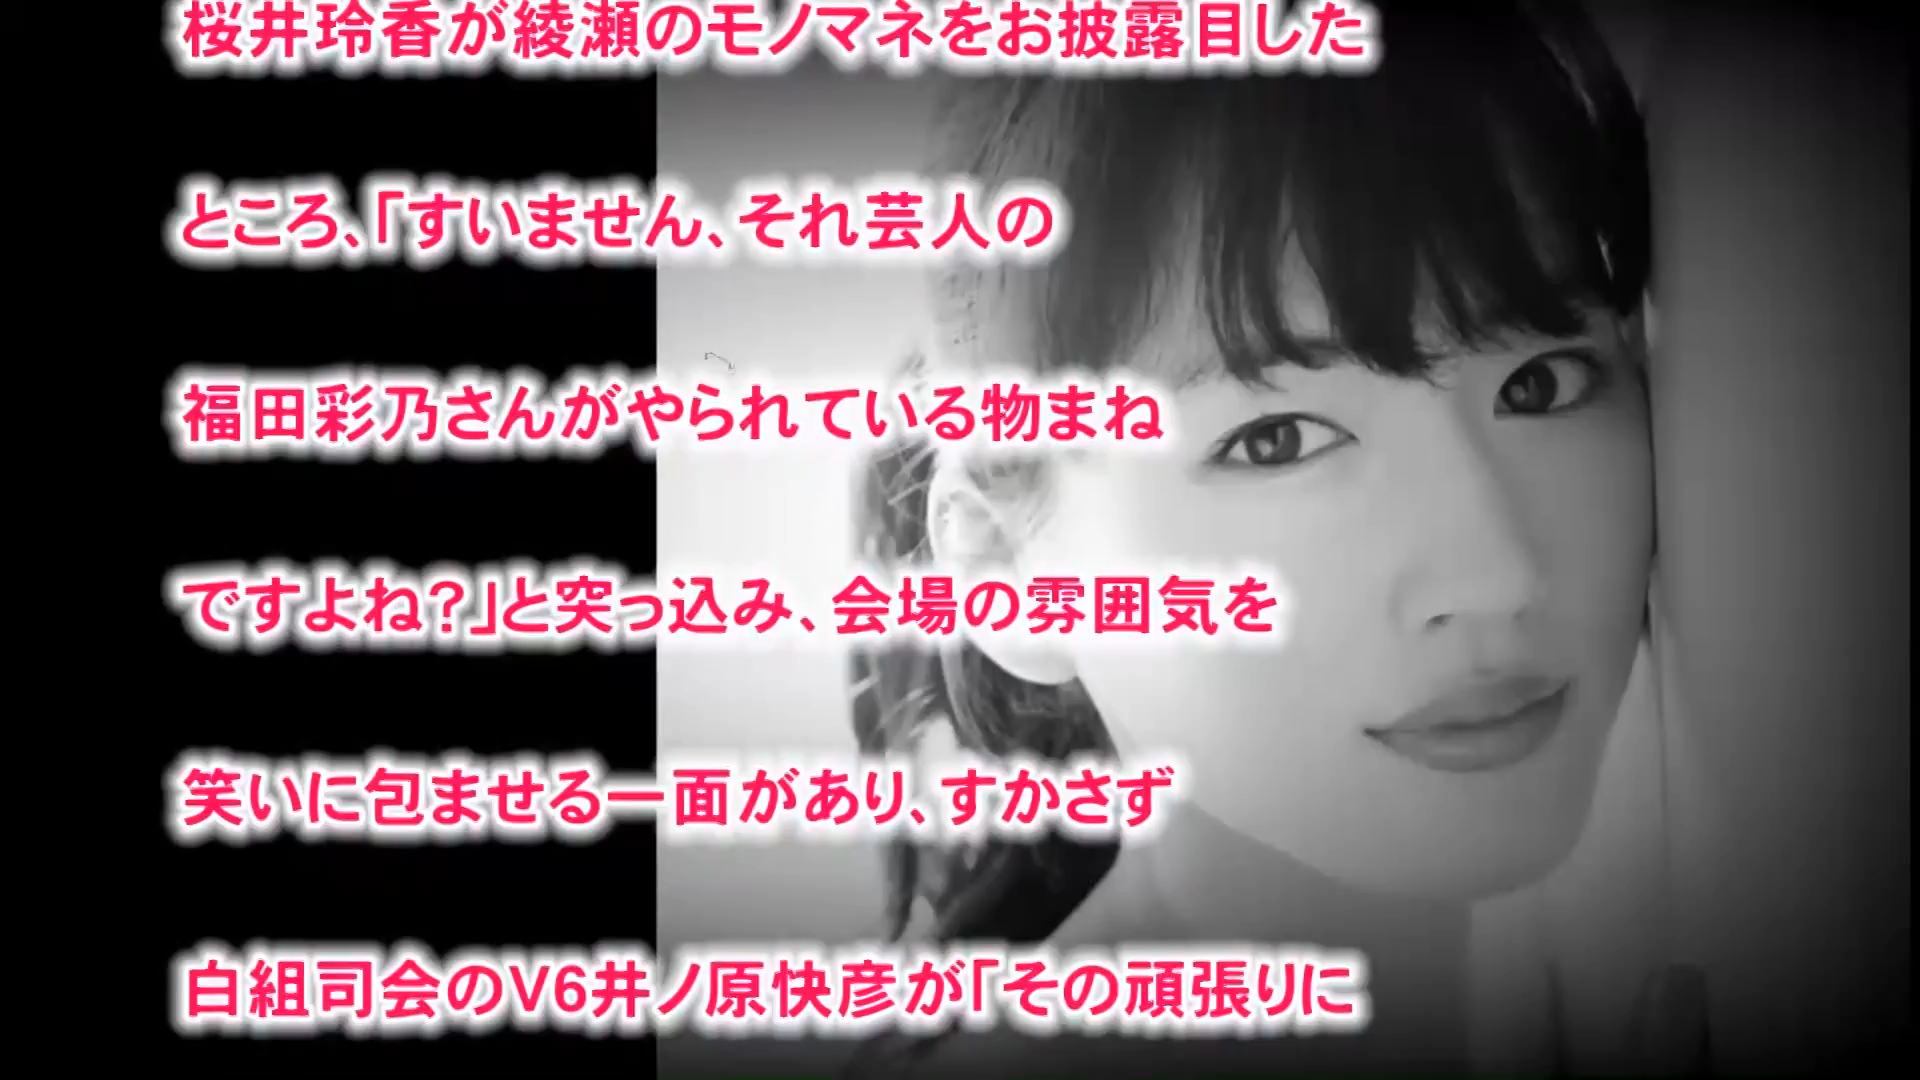 桜井玲香が綾瀬のモノマネをお披露目した
ところ、「すいません、それ芸人の
福田彩乃さんがやられている物まね
ですよね？」と突っ込み、会場の雰囲気を
笑いに包ませる一面があり、すかさず
白組司会のV6井ノ原快彦が「その頑張りに